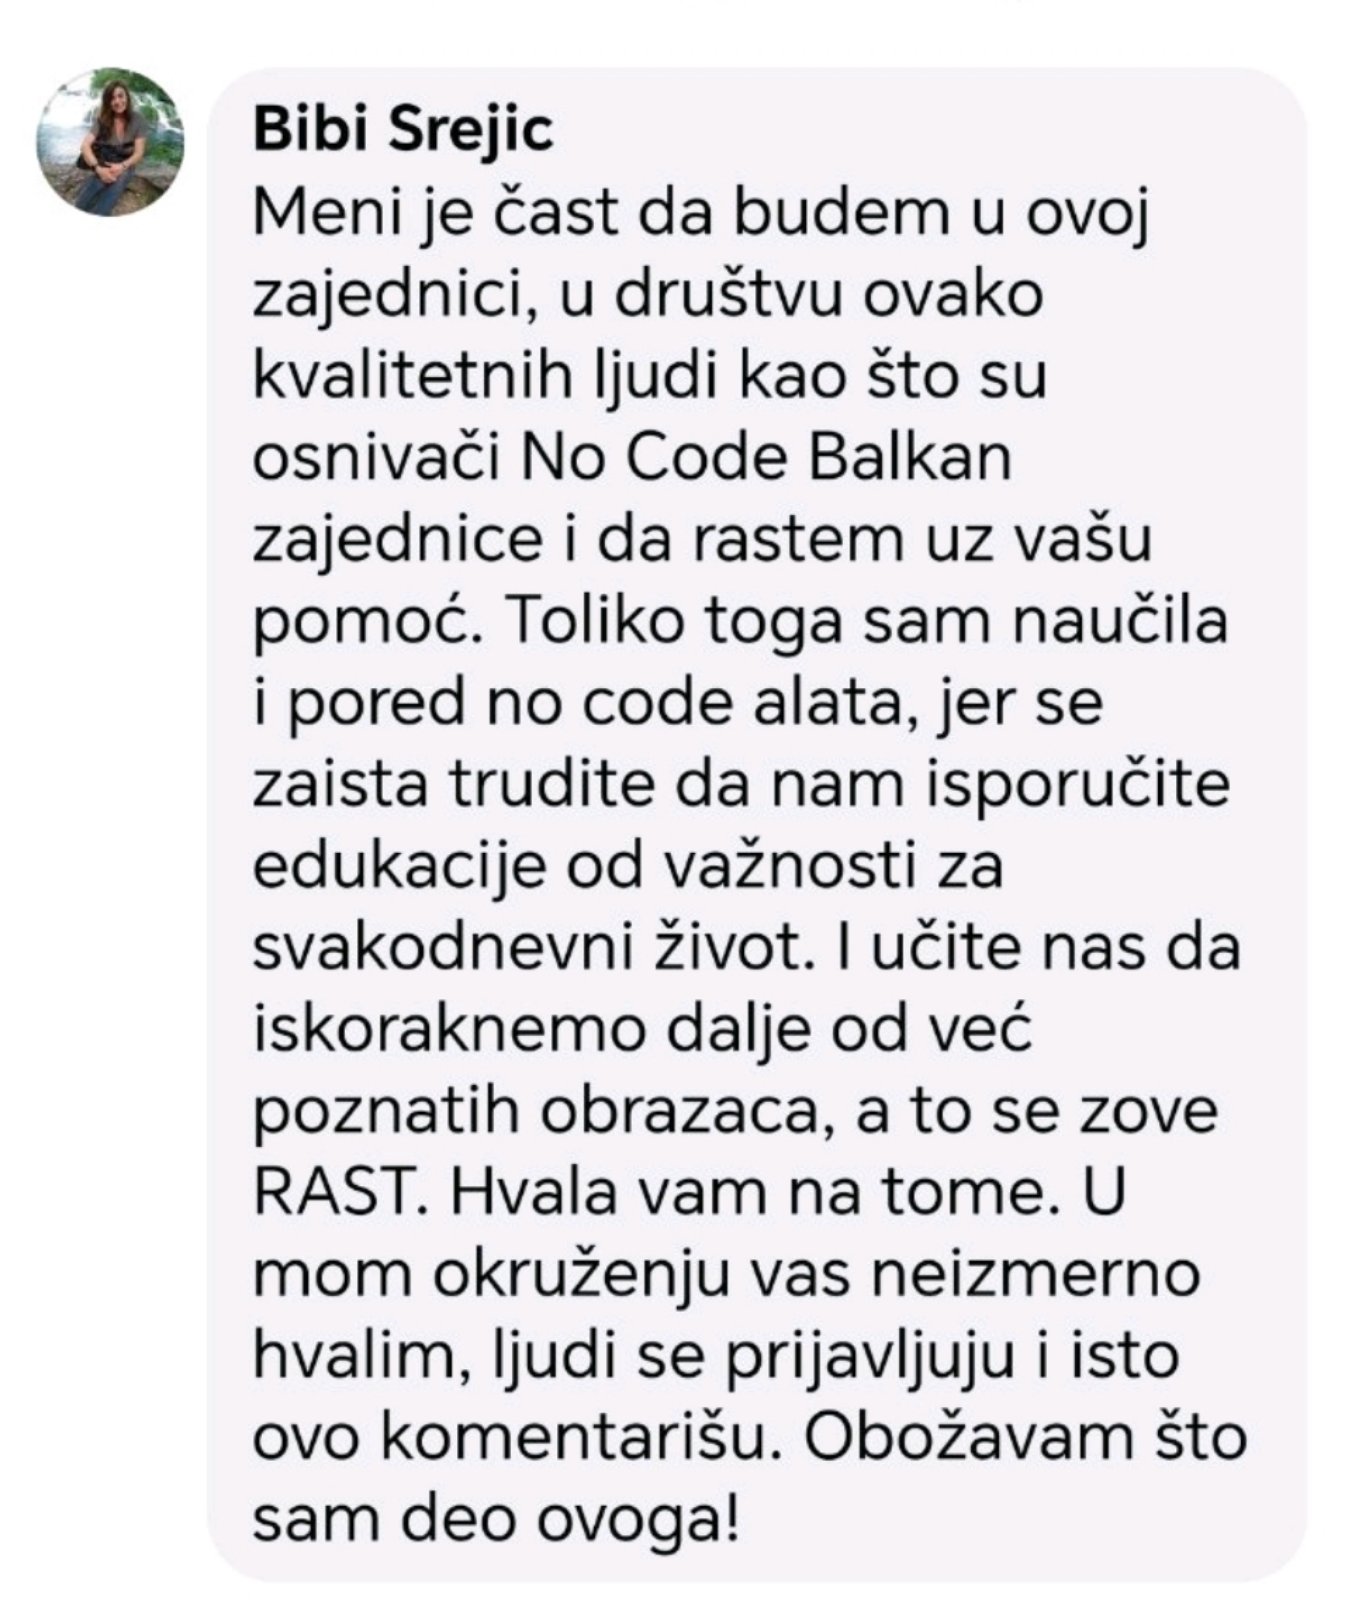 Bibi Srejic
Meni je čast da budem u ovoj
zajednici, u društvu ovako
kvalitetnih ljudi kao što su
osnivači No Code Balkan
zajednice i da rastem uz vašu
pomoć. Toliko toga sam naučila
i pored no code alata, jer se
zaista trudite da nam isporučite
edukacije od važnosti za
svakodnevni život. I učite nas da
iskoraknemo dalje od već
poznatih obrazaca, a to se zove
RAST. Hvala vam na tome. U
mom okruženju vas neizmerno
hvalim, ljudi se prijavljuju i isto
ovo komentarišu. Obožavam što
sam deo ovoga!